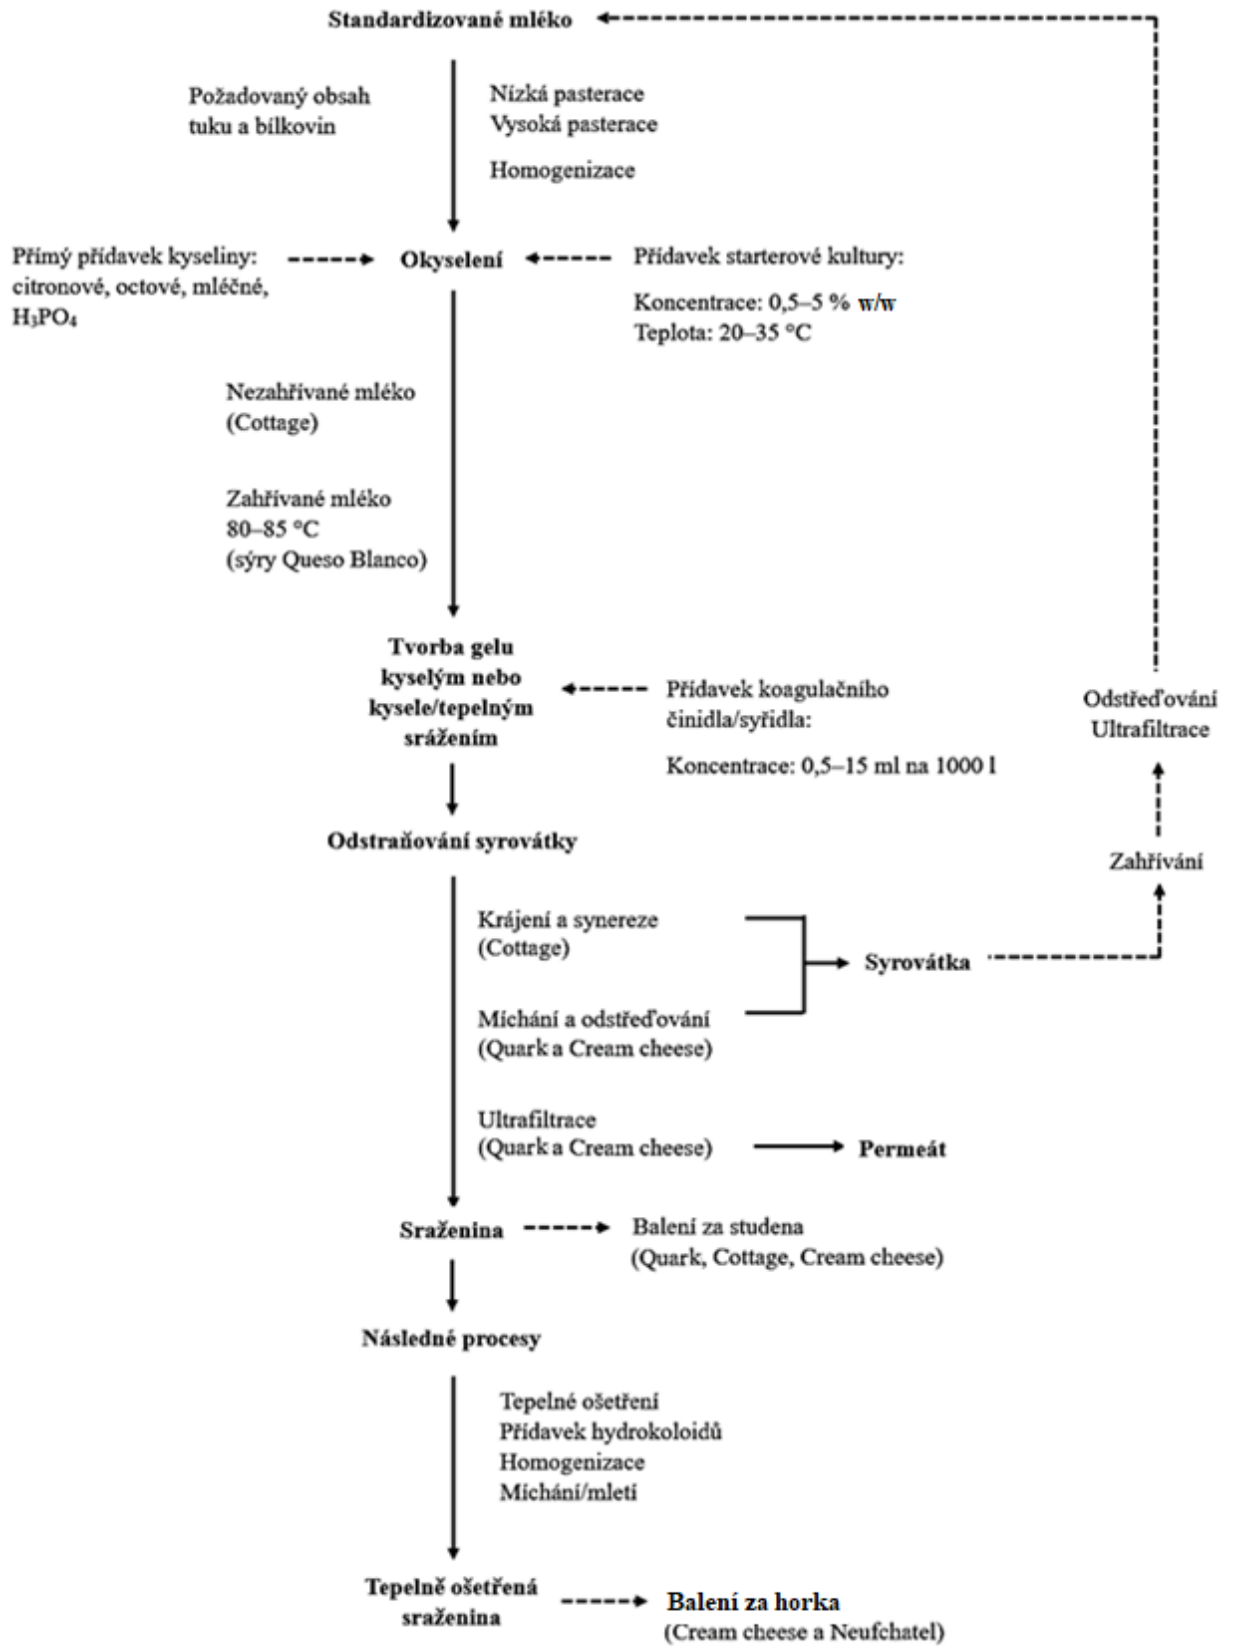 Standardizované mléko
Požadovaný obsah
tuku a bílkovin
Nízká pasterace
Vysoká pasterace
Homogenizace
Přímý přídavek kyseliny:
citronové, octové, mléčné,
H₃PO₄
Okyselení
Přídavek starterové kultury:
Koncentrace: 0,5–5 % w/w
Teplota: 20–35 °C
Nezahřívané mléko
(Cottage)
Zahřívané mléko
80–85 °C
(sýry Queso Blanco)
Tvorba gelu
kyselým nebo
kysele/tepelným
srážením
Přídavek koagulačního
činidla/syřidla:
Koncentrace: 0,5–15 ml na 1000 l
Odstřeďování
Ultrafiltrace
Odstraňování syrovátky
Zahřívání
Krájení a synereze
(Cottage)
Syrovátka
Míchání a odstřeďování
(Quark a Cream cheese)
Ultrafiltrace
(Quark a Cream cheese)
Permeát
Sraženina
Balení za studena
(Quark, Cottage, Cream cheese)
Následné procesy
Tepelné ošetření
Přídavek hydrokoloidů
Homogenizace
Míchání/mletí
Tepelně ošetřená
sraženina
Balení za horka
(Cream cheese a Neufchatel)